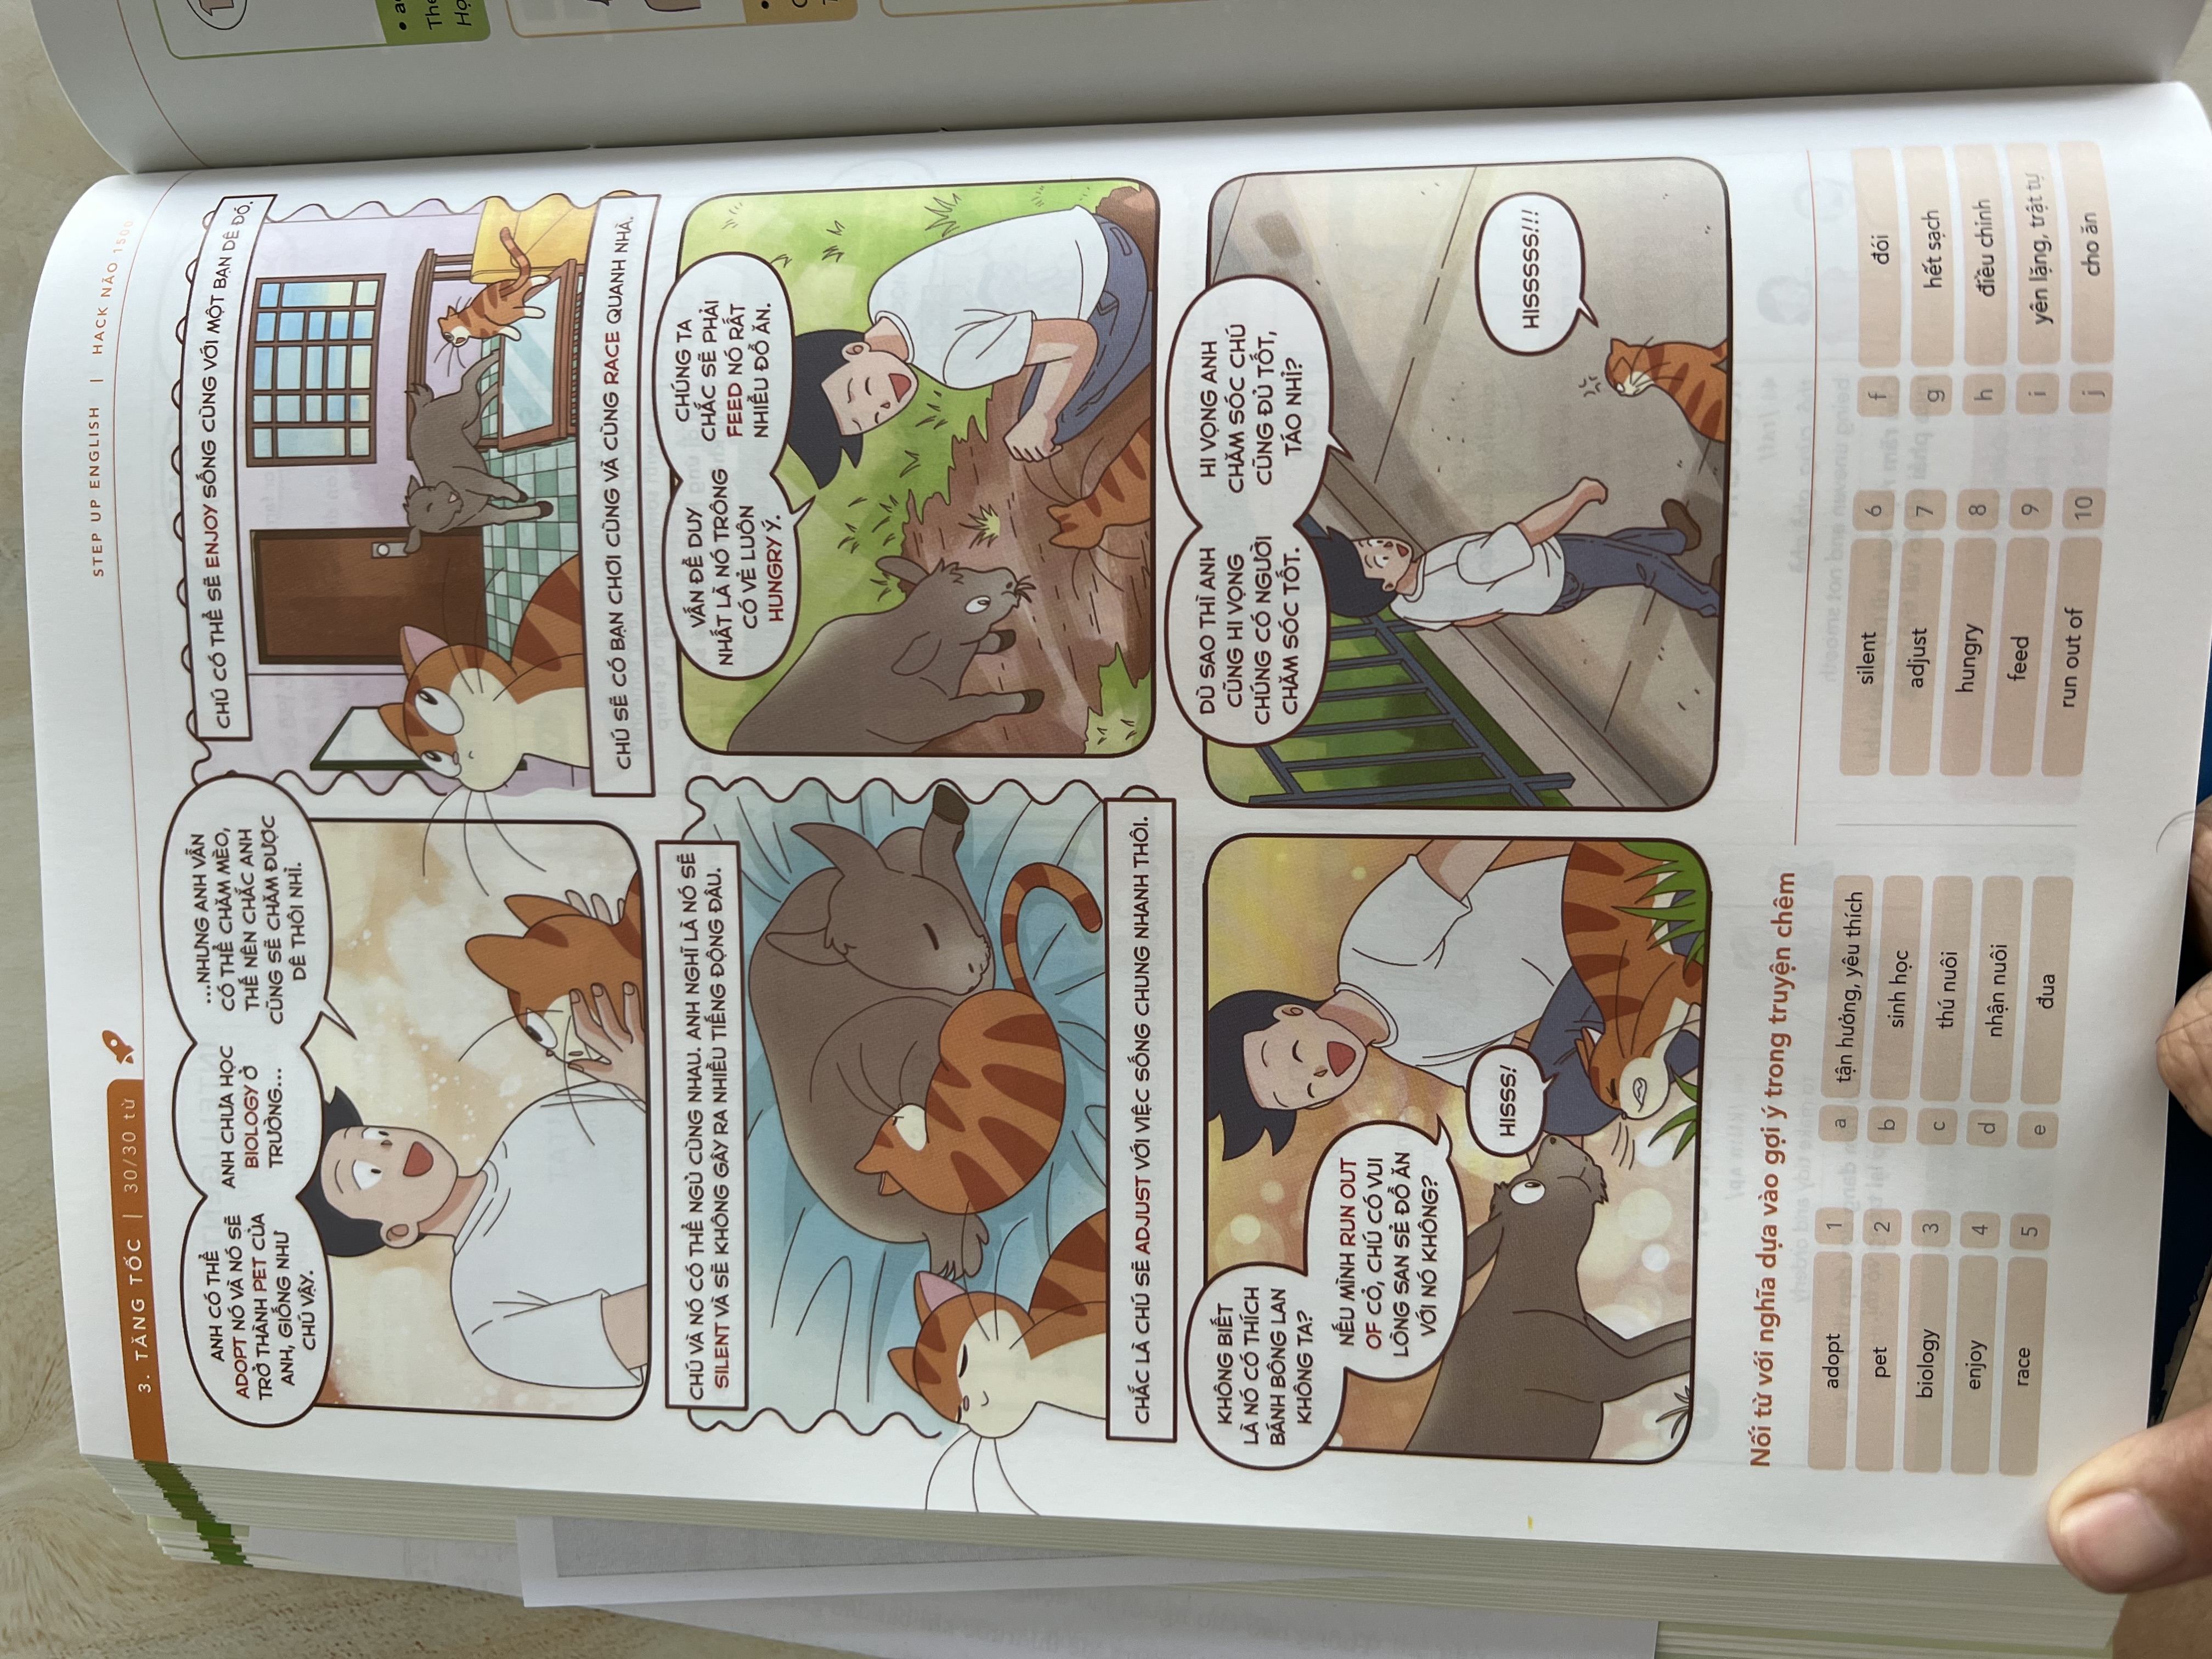 3. TĂNG TỐC | 30/30 từ
STEP UP ENGLISH | HACK NÃO 1500
ANH CÓ THỂ
ADOPT NÓ VÀ NÓ SẼ
TRỞ THÀNH PET CỦA
ANH, GIỐNG NHƯ
CHÚ VẬY.
ANH CHƯA HỌC
BIOLOGY Ở
TRƯỜNG...
...NHƯNG ANH VẪN
CÓ THỂ CHĂM MÈO,
THẾ NÊN CHẮC ANH
CŨNG SẼ CHĂM ĐƯỢC
DÊ THÔI NHỈ.
CHÚ CÓ THỂ SẼ ENJOY SỐNG CÙNG VỚI MỘT BẠN DÊ ĐÓ.
CHÚ SẼ CÓ BẠN CHƠI CÙNG VÀ CÙNG RACE QUANH NHÀ.
CHÚ VÀ NÓ CÓ THỂ NGỦ CÙNG NHAU. ANH NGHĨ LÀ NÓ SẼ
SILENT VÀ SẼ KHÔNG GÂY RA NHIỀU TIẾNG ĐỘNG ĐÂU.
CHẮC LÀ CHÚ SẼ ADJUST VỚI VIỆC SỐNG CHUNG NHANH THÔI.
VẤN ĐỀ DUY
NHẤT LÀ NÓ TRÔNG
CÓ VẺ LUÔN
HUNGRY Ý.
CHÚNG TA
CHẮC SẼ PHẢI
FEED NÓ RẤT
NHIỀU ĐỒ ĂN.
KHÔNG BIẾT
LÀ NÓ CÓ THÍCH
BÁNH BÔNG LAN
KHÔNG TA?
NẾU MÌNH RUN OUT
OF CỎ, CHÚ CÓ VUI
LÒNG SAN SẺ ĐỒ ĂN
VỚI NÓ KHÔNG?
HISSS!
DÙ SAO THÌ ANH
CŨNG HI VỌNG
CHÚNG CÓ NGƯỜI
CHĂM SÓC TỐT.
HI VỌNG ANH
CHĂM SÓC CHÚ
CŨNG ĐỦ TỐT,
TÁO NHỈ?
HISSSSS!!!
Nối từ với nghĩa dựa vào gợi ý trong truyện chêm
adopt 1 a tận hưởng, yêu thích
pet 2 b sinh học
biology 3 c thú nuôi
enjoy 4 d nhận nuôi
race 5 e đua
silent 6 f đói
adjust 7 g hết sạch
hungry 8 h điều chỉnh
feed 9 i yên lặng, trật tự
run out of 10 j cho ăn